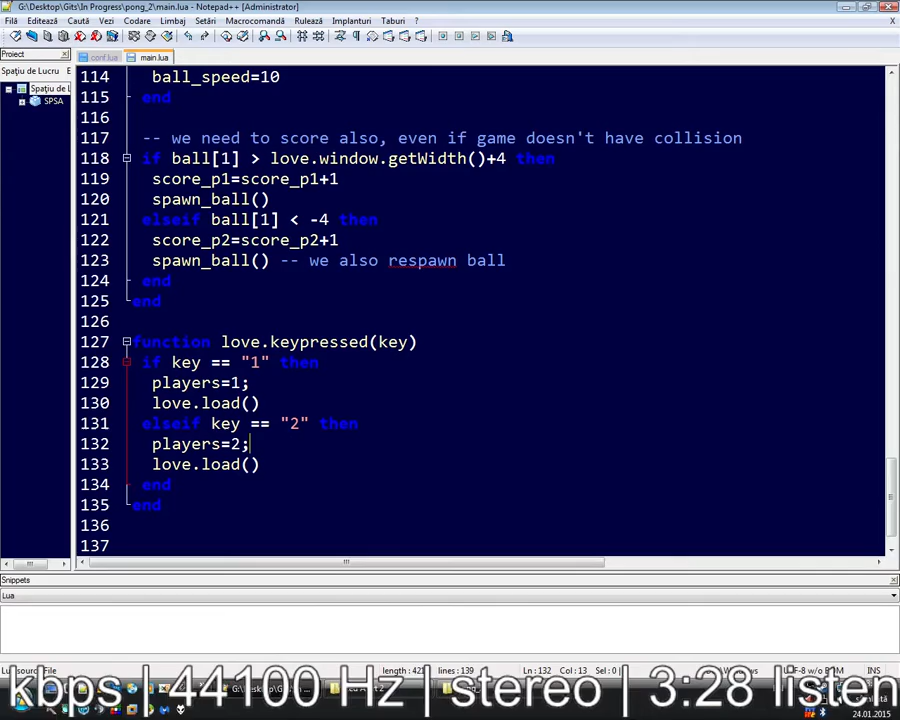 G:\Desktop\Gits\In Progress\pong_2\main.lua - Notepad++ [Administrator]
Filă Editează Caută Vezi Codare Limbaj Setări Macrocomandă Rulează Implanturi Taburi ? X
Proiect
conf.lua main.lua
Spațiu de Lucru E
Spațiu de L
SPSA
114 ball_speed=10
115 end
116
117 -- we need to score also, even if game doesn't have collision
118 if ball[1] > love.window.getWidth()+4 then
119 score_p1=score_p1+1
120 spawn_ball()
121 elseif ball[1] < -4 then
122 score_p2=score_p2+1
123 spawn_ball() -- we also respawn ball
124 end
125 end
126
127 function love.keypressed(key)
128 if key == "1" then
129 players=1;
130 love.load()
131 elseif key == "2" then
132 players=2;
133 love.load()
134 end
135 end
136
137
Snippets
Lua
length : 42 lines : 139 Ln : 132 Col : 13 Sel : 0 INS
kbps | 44100 Hz | stereo | 3:28 listen
24.01.2015